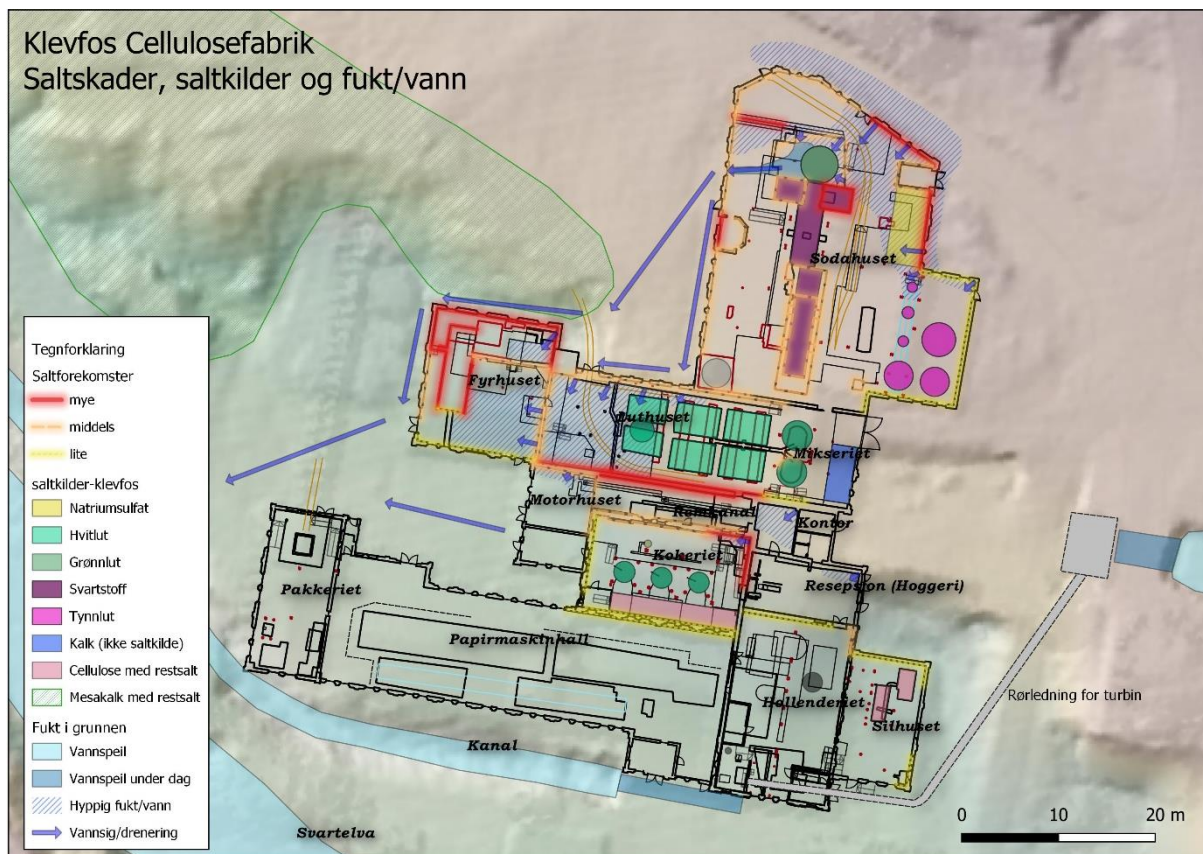 Klevfos Cellulosefabrik
Saltskader, saltkilder og fukt/vann
Sodahuset
Fyrhuset
Luthuset
Mikseriet
Motorhuset
Remkanal
Kontor
Kokeriet
Resepsjon (Hoggeri)
Pakkeriet
Papirmaskinhall
Hollenderiet
Silhuset
Rørledning for turbin
Kanal
Svartelva
Tegnforklaring
Saltforekomster
mye
middels
lite
saltkilder-klevfos
Natriumsulfat
Hvitlut
Grønnlut
Svartstoff
Tynnlut
Kalk (ikke saltkilde)
Cellulose med restsalt
Mesakalk med restsalt
Fukt i grunnen
Vannspeil
Vannspeil under dag
Hyppig fukt/vann
Vannsig/drenering
0 10 20 m